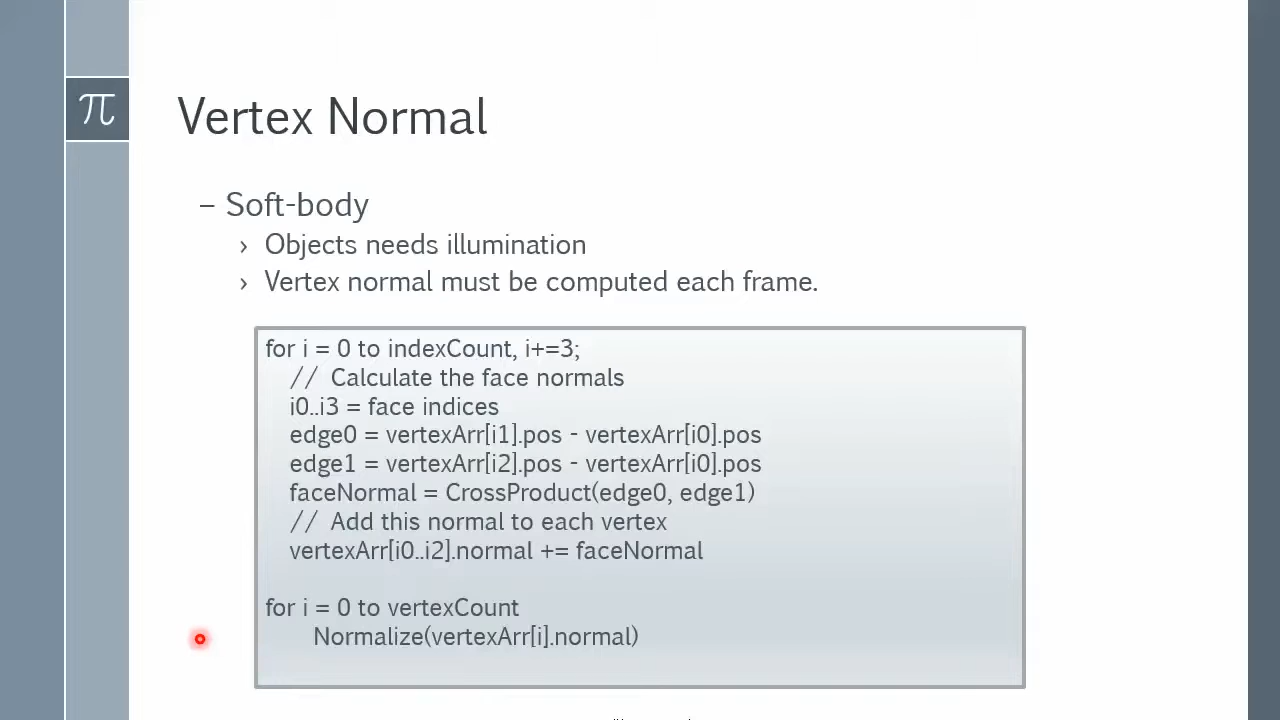 π
Vertex Normal
– Soft-body
› Objects needs illumination
› Vertex normal must be computed each frame.
for i = 0 to indexCount, i+=3;
// Calculate the face normals
i0..i3 = face indices
edge0 = vertexArr[i1].pos - vertexArr[i0].pos
edge1 = vertexArr[i2].pos - vertexArr[i0].pos
faceNormal = CrossProduct(edge0, edge1)
// Add this normal to each vertex
vertexArr[i0..i2].normal += faceNormal
for i = 0 to vertexCount
Normalize(vertexArr[i].normal)